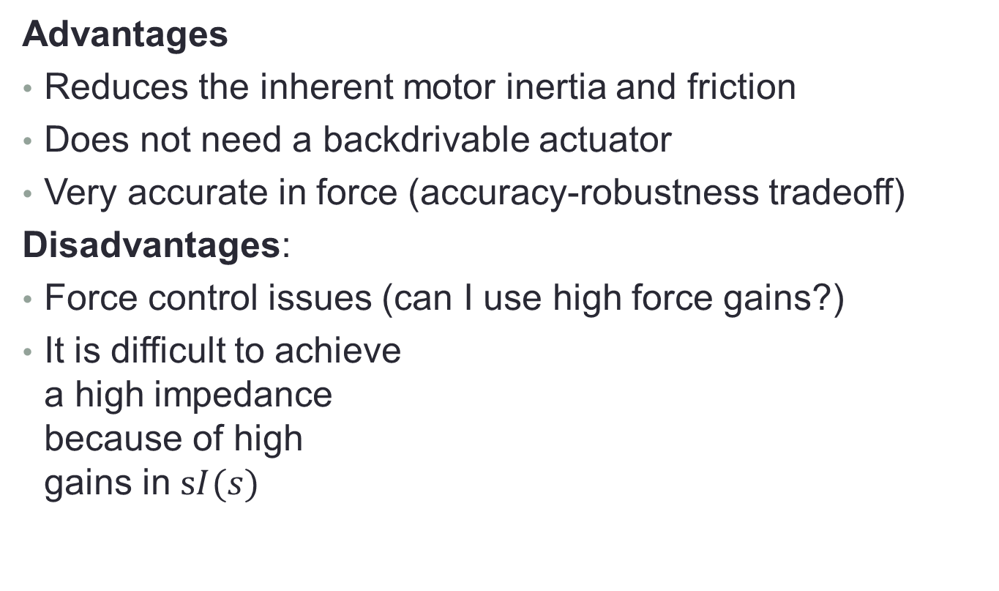 Advantages
• Reduces the inherent motor inertia and friction
• Does not need a backdrivable actuator
• Very accurate in force (accuracy-robustness tradeoff)
Disadvantages:
• Force control issues (can I use high force gains?)
• It is difficult to achieve
a high impedance
because of high
gains in sI(s)